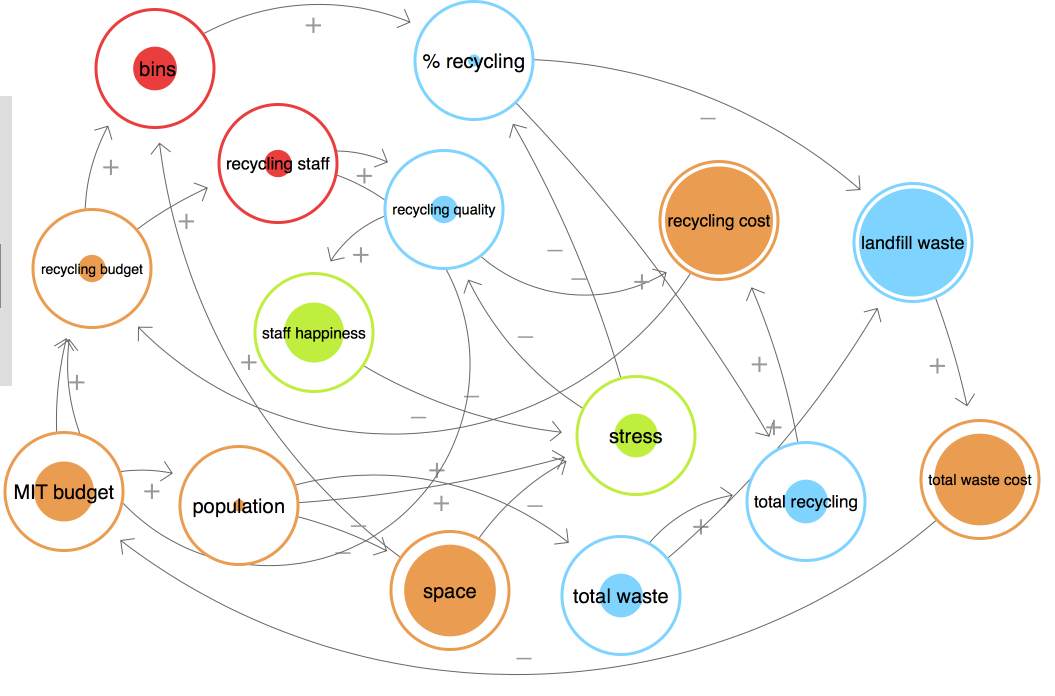 bins
+
% recycling
recycling staff
+
−
+
+
recycling quality
recycling cost
landfill waste
+
+
−
−
+
recycling budget
staff happiness
−
+
+
+
+
−
−
stress
+
+
MIT budget
+
population
+
−
total recycling
total waste cost
−
+
−
space
total waste
−